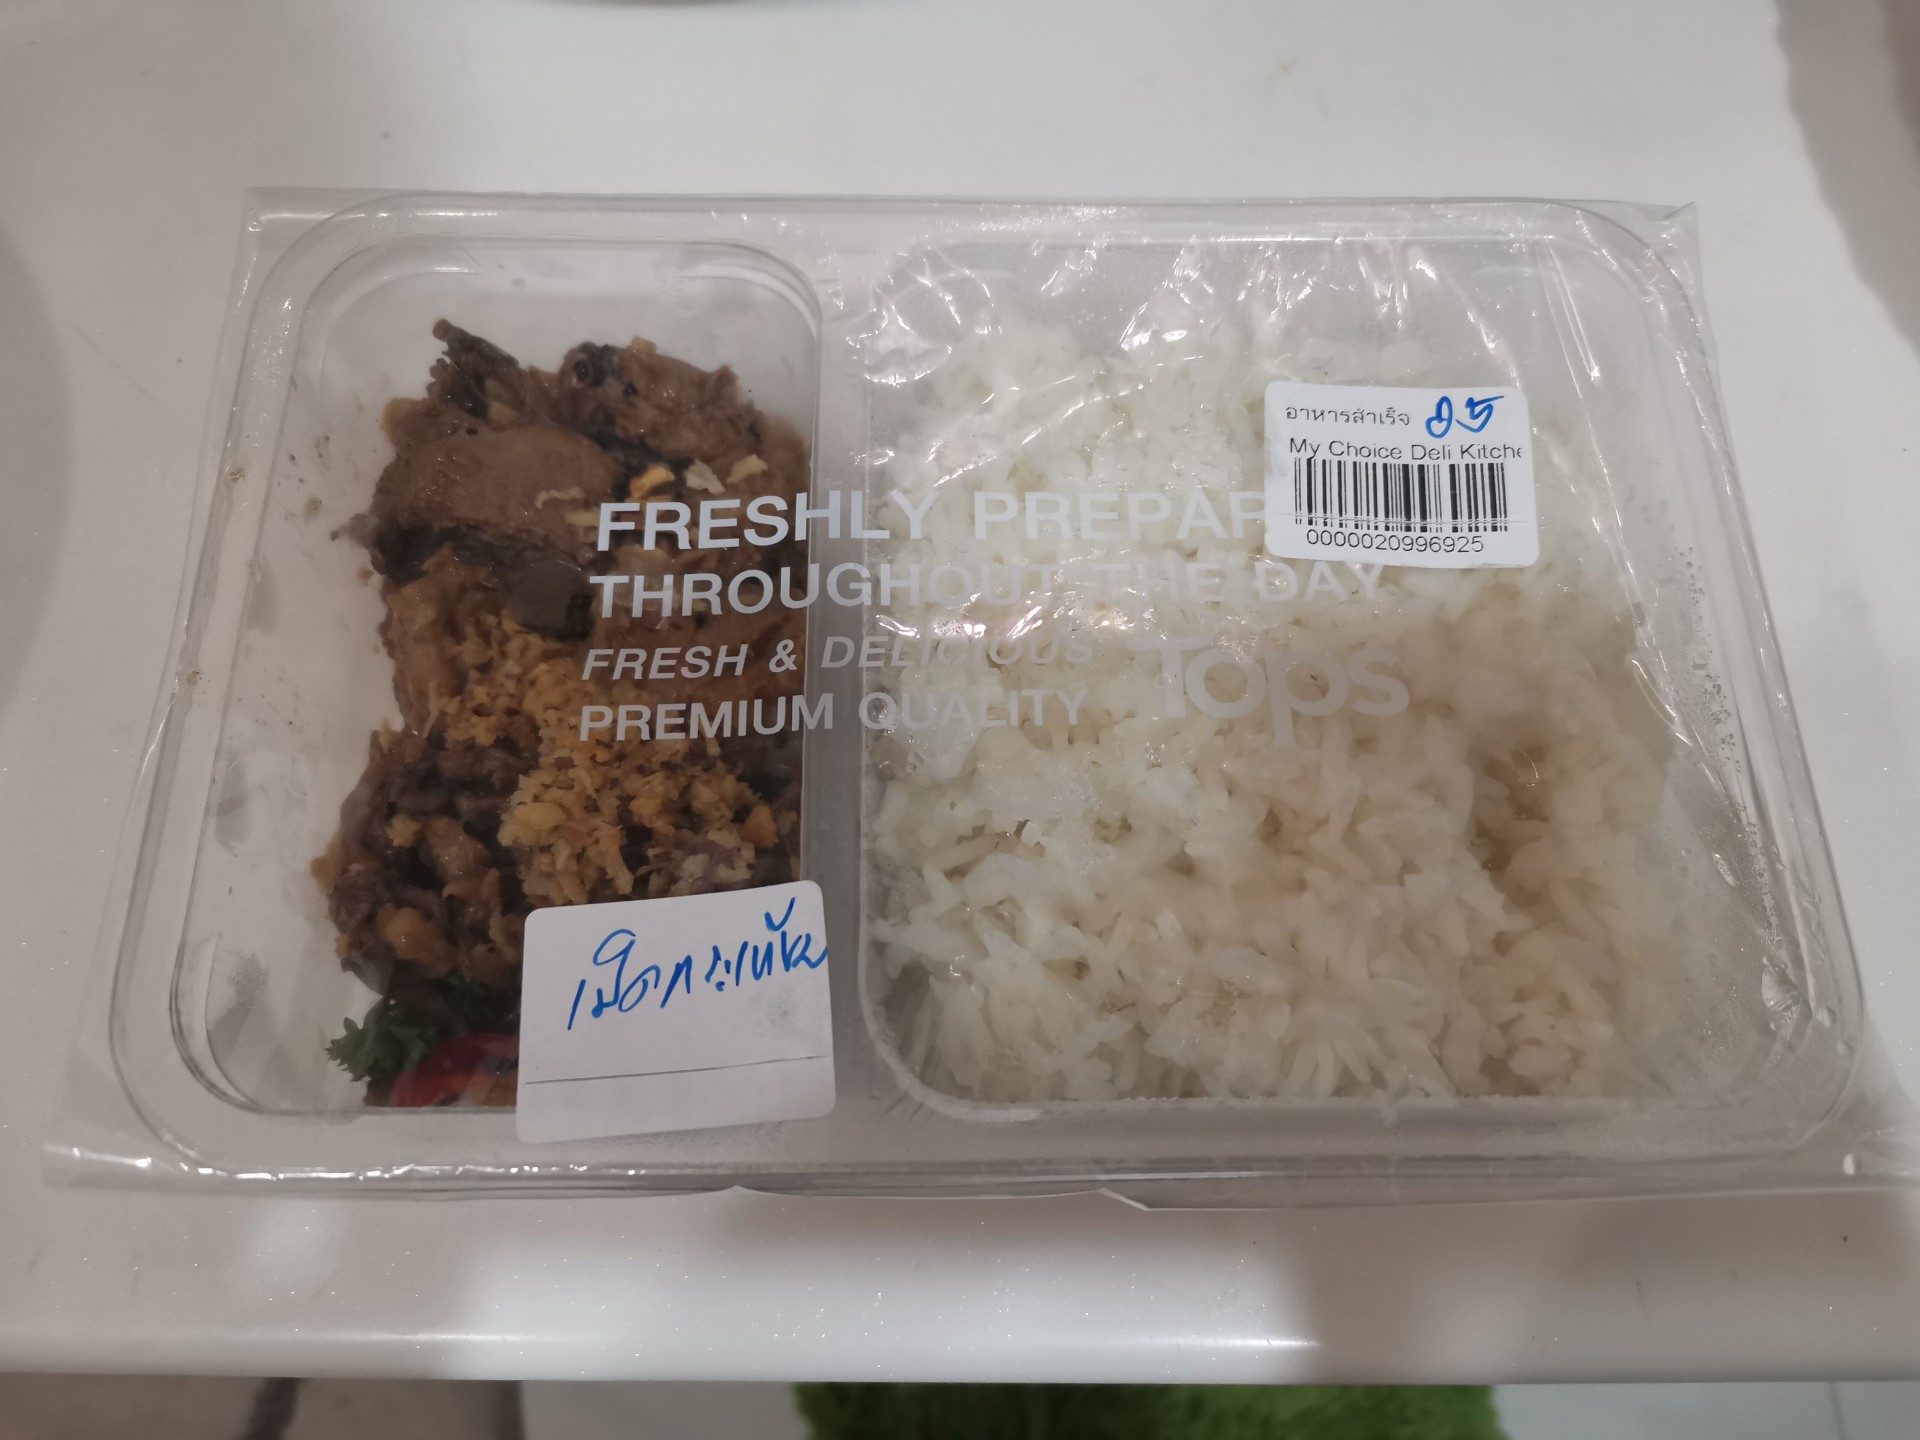 อาหารสำเร็จ
My Choice Deli Kitche
0000020996925
FRESHLY PREPAR
THROUGHOUT THE DAY
FRESH & DELICIOUS
PREMIUM QUALITY
Tops
เป็ดกระเทียม